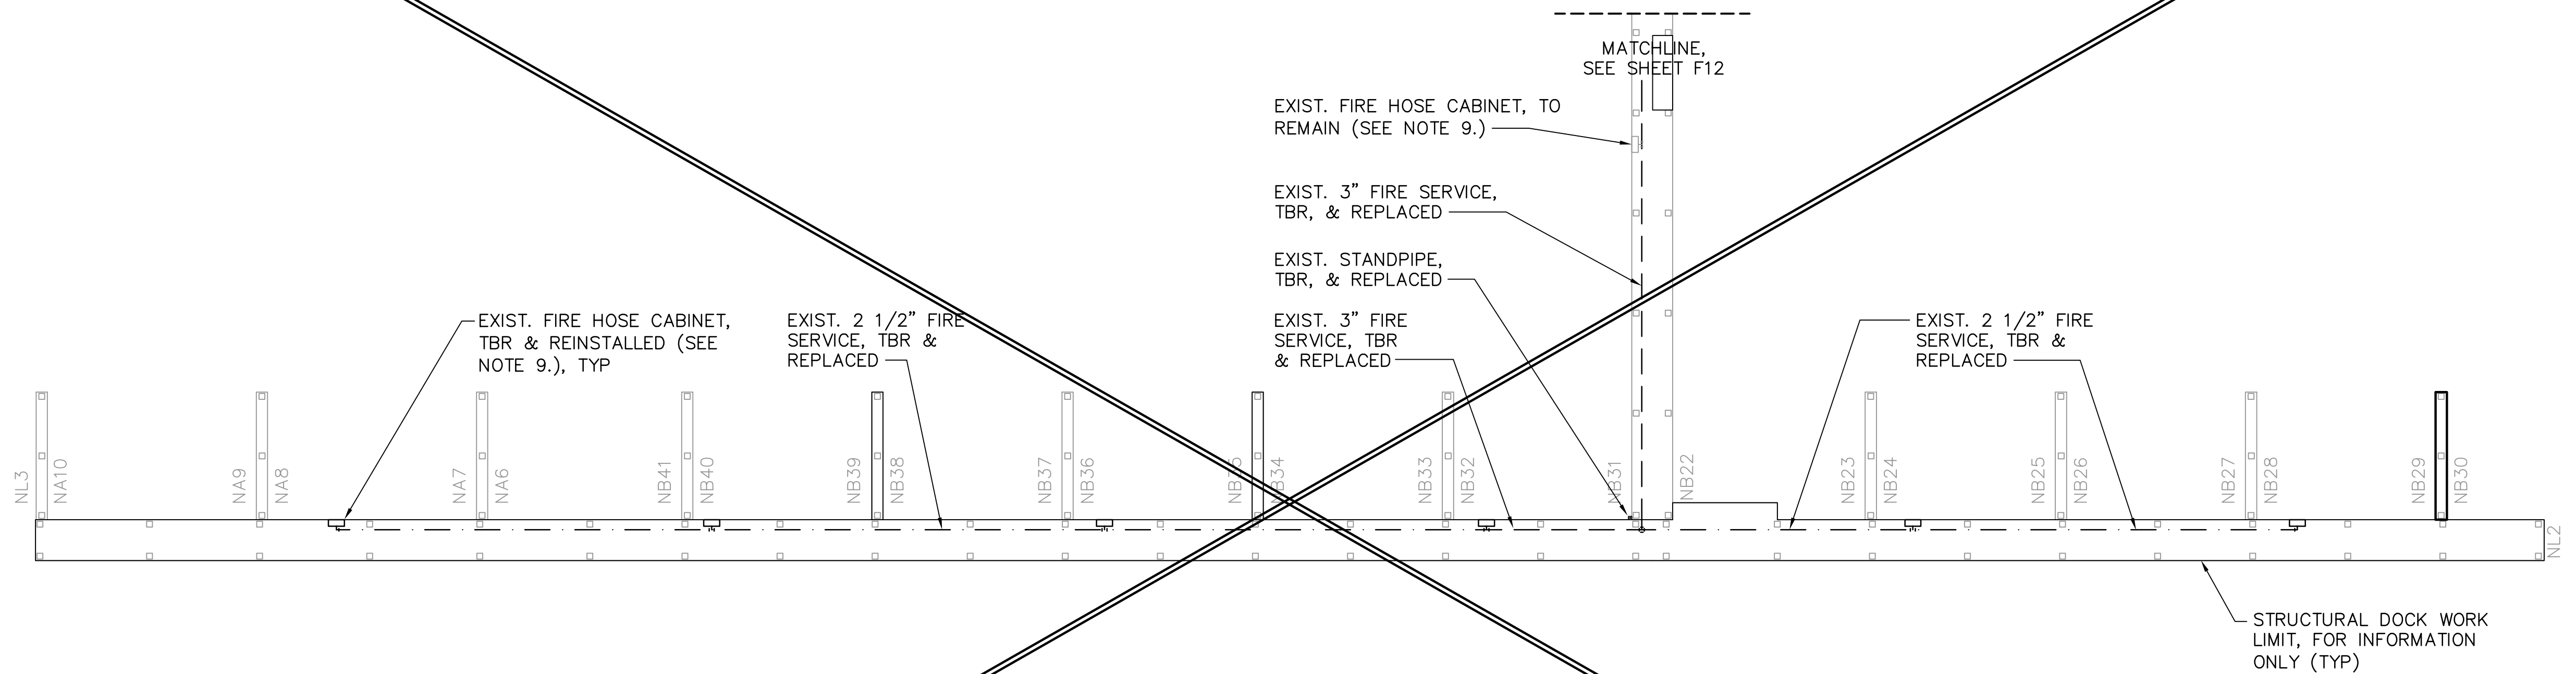 MATCHLINE,
SEE SHEET F12
EXIST. FIRE HOSE CABINET, TO
REMAIN (SEE NOTE 9.)
EXIST. 3" FIRE SERVICE,
TBR, & REPLACED
EXIST. STANDPIPE,
TBR, & REPLACED
EXIST. 3" FIRE
SERVICE, TBR
& REPLACED
EXIST. FIRE HOSE CABINET,
TBR & REINSTALLED (SEE
NOTE 9.), TYP
EXIST. 2 1/2" FIRE
SERVICE, TBR &
REPLACED
EXIST. 2 1/2" FIRE
SERVICE, TBR &
REPLACED
NL3
NA10
NA9
NA8
NA7
NA6
NB41
NB40
NB39
NB38
NB37
NB36
NB34
NB33
NB32
NB31
NB22
NB23
NB24
NB25
NB26
NB27
NB28
NB29
NB30
NL2
STRUCTURAL DOCK WORK
LIMIT, FOR INFORMATION
ONLY (TYP)